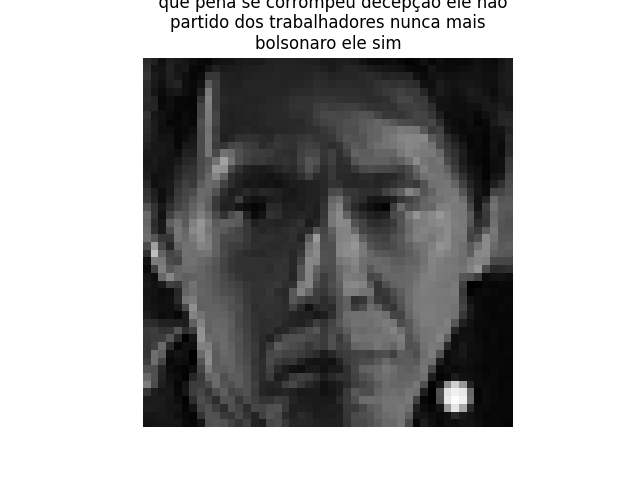 que pena se corrompeu decepção ele não
partido dos trabalhadores nunca mais
bolsonaro ele sim